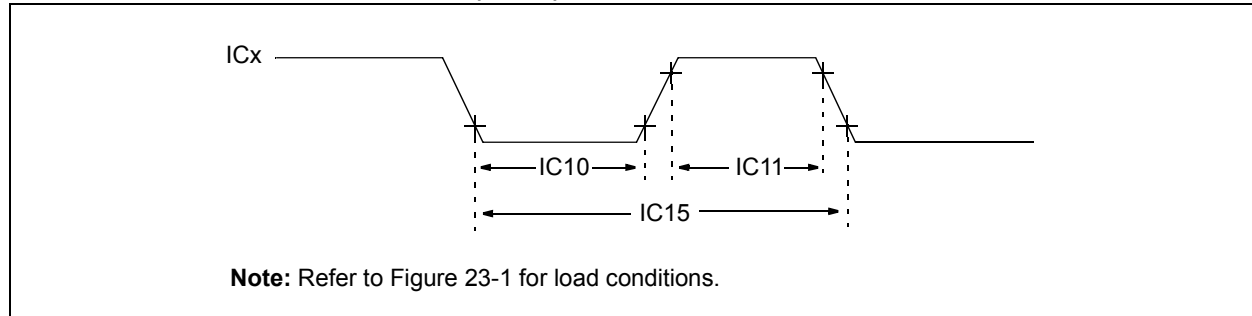 ICx
IC10
IC11
IC15
Note: Refer to Figure 23-1 for load conditions.